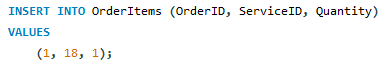 INSERT INTO OrderItems (OrderID, ServiceID, Quantity)
VALUES
(1, 18, 1);